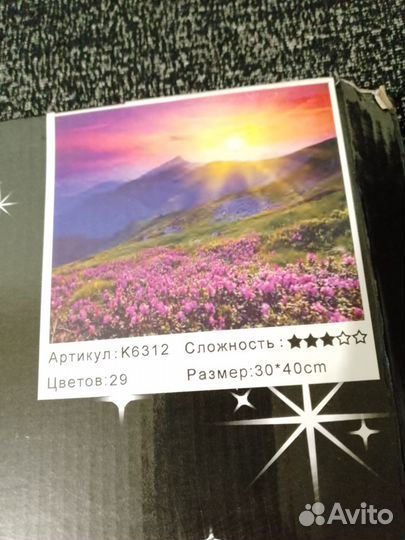 Артикул:K6312 Сложность:★★★☆☆
Цветов:29 Размер:30*40cm
Avito